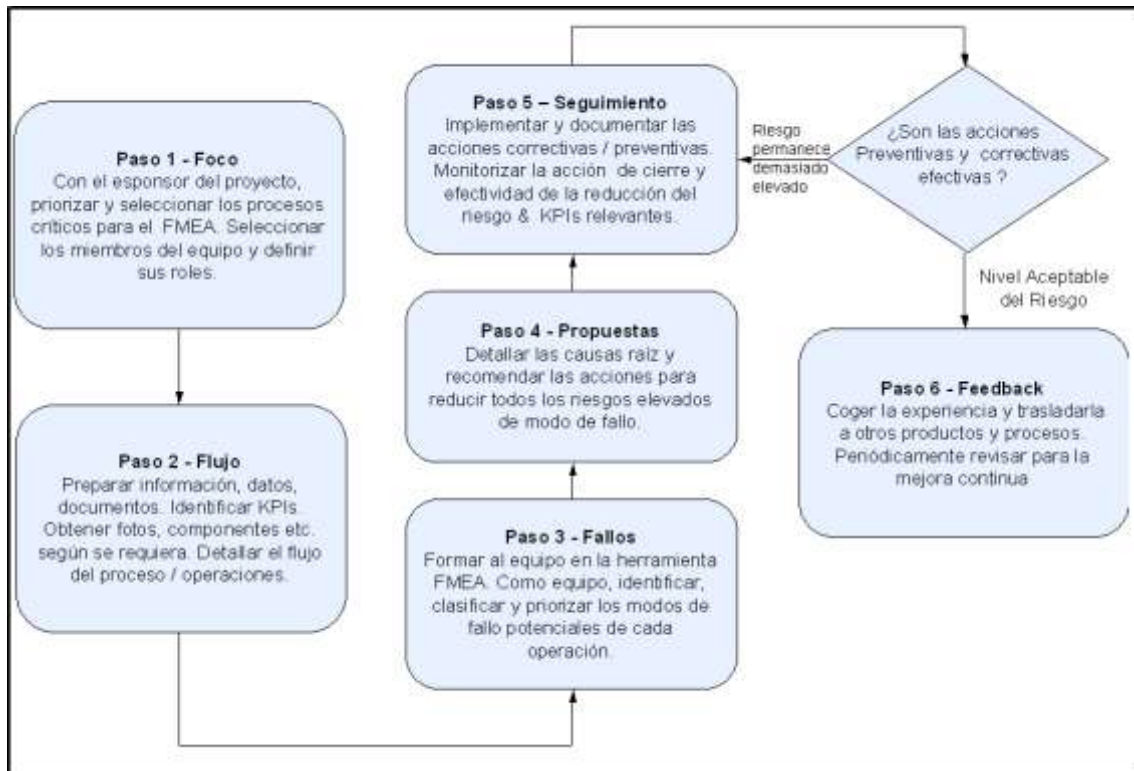 Paso 1 - Foco
Con el esponsor del proyecto,
priorizar y seleccionar los procesos
críticos para el FMEA. Seleccionar
los miembros del equipo y definir
sus roles.
Paso 2 - Flujo
Preparar información, datos,
documentos. Identificar KPIs.
Obtener fotos, componentes etc.
según se requiera. Detallar el flujo
del proceso / operaciones.
Paso 3 - Fallos
Formar al equipo en la herramienta
FMEA. Como equipo, identificar,
clasificar y priorizar los modos de
fallo potenciales de cada
operación.
Paso 4 - Propuestas
Detallar las causas raíz y
recomendar las acciones para
reducir todos los riesgos elevados
de modo de fallo.
Paso 5 – Seguimiento
Implementar y documentar las
acciones correctivas / preventivas.
Monitorizar la acción de cierre y
efectividad de la reducción del
riesgo & KPIs relevantes.
¿Son las acciones
Preventivas y correctivas
efectivas ?
Riesgo
permanece
demasiado
elevado
Nivel Aceptable
del Riesgo
Paso 6 - Feedback
Coger la experiencia y trasladarla
a otros productos y procesos.
Periódicamente revisar para la
mejora continua